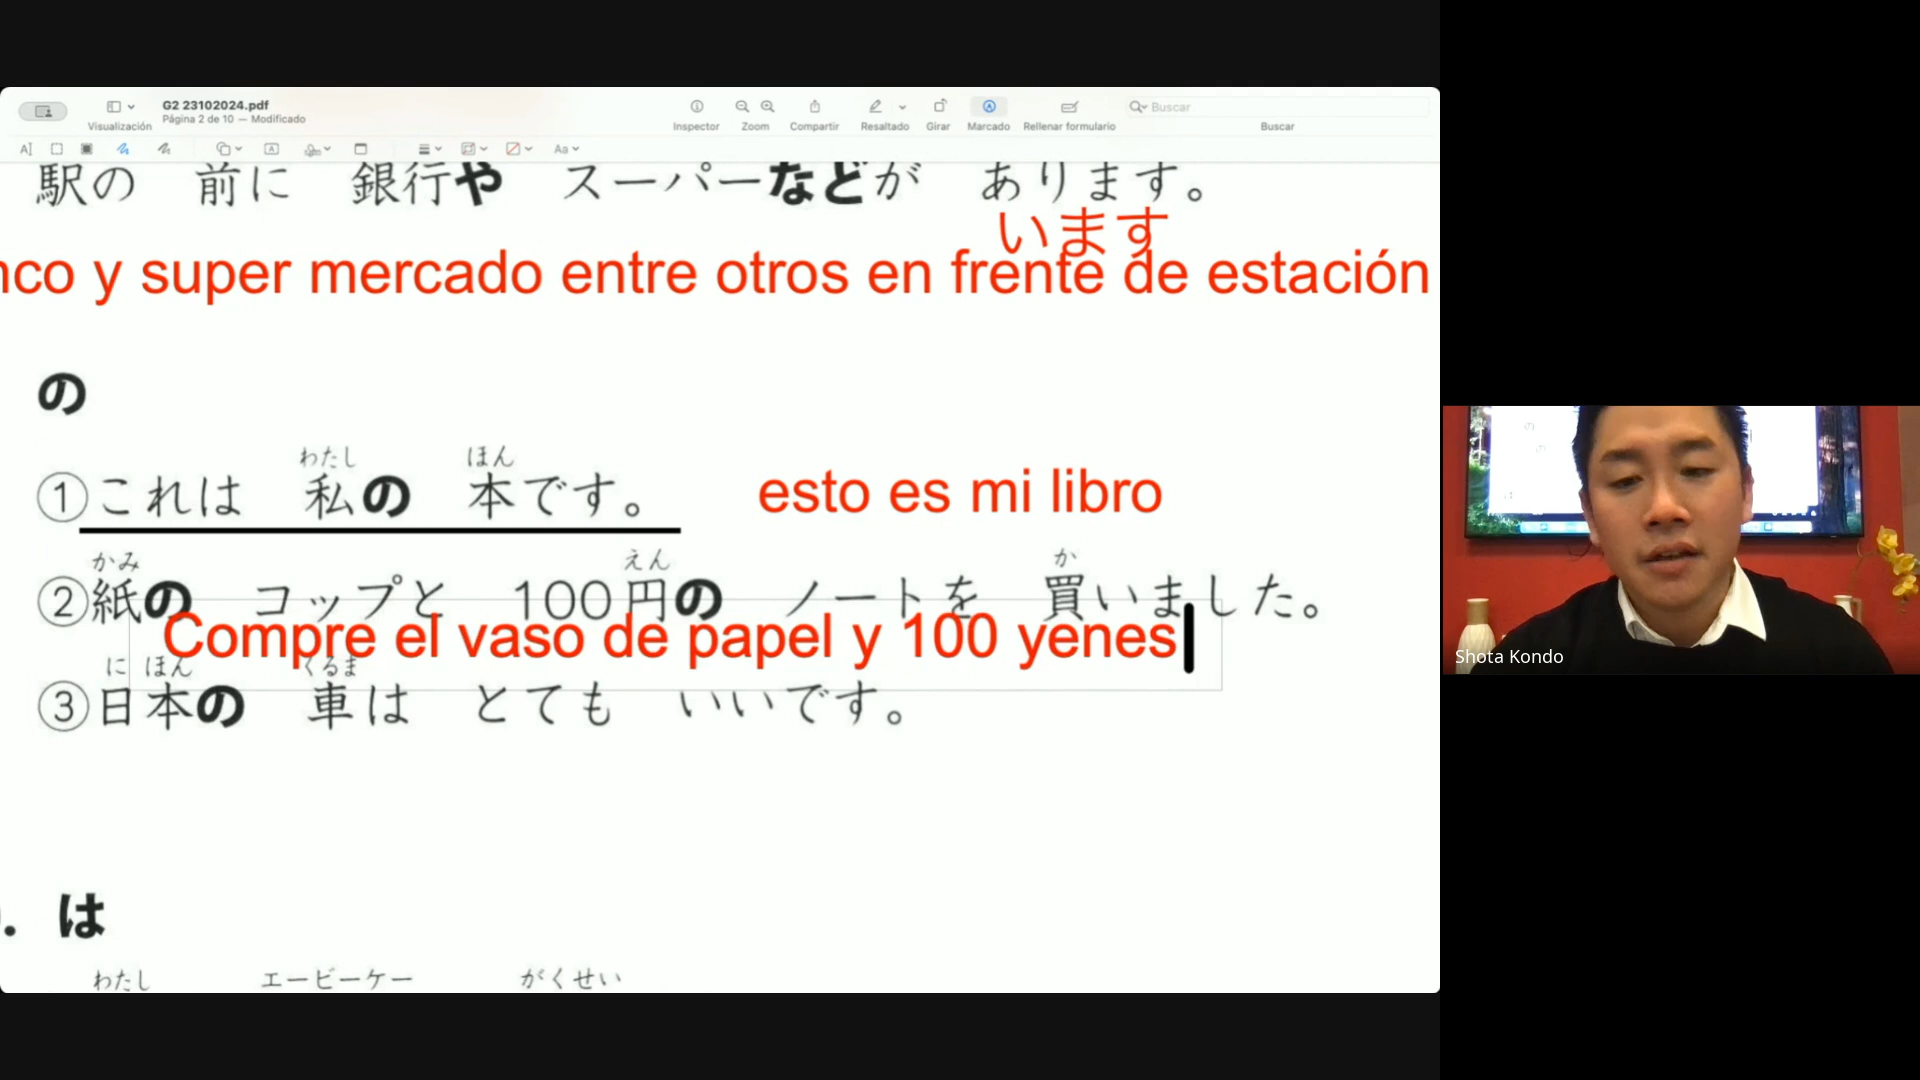 G2 23102024.pdf
Página 2 de 10 — Modificado
Visualización
Inspector
Zoom
Compartir
Resaltado
Girar
Marcado
Rellenar formulario
Buscar
Buscar
駅の 前に 銀行や スーパーなどが あります。
います
nco y super mercado entre otros en frente de estación
の
わたし ほん
①これは 私の 本です。 esto es mi libro
かみ えん か
②紙の コップと 100円の ノートを 買いました。
Compre el vaso de papel y 100 yenes
に ほん くるま
③日本の 車は とても いいです。
. は
わたし エービーケー がくせい
Shota Kondo